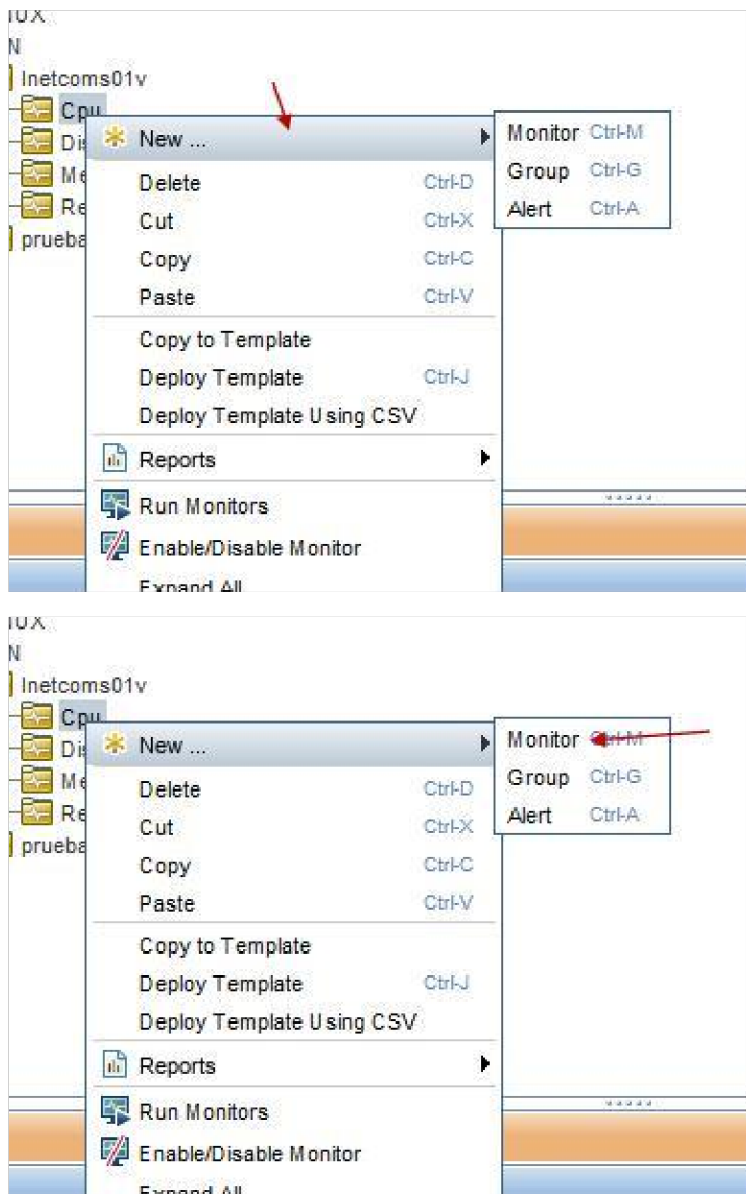 IUX
N
lnetcoms01v
Cpu
New ...
Monitor Ctrl-M
Group Ctrl-G
Alert Ctrl-A
Delete Ctrl-D
Cut Ctrl-X
Copy Ctrl-C
Paste Ctrl-V
prueba
Copy to Template
Deploy Template Ctrl-J
Deploy Template Using CSV
Reports
Run Monitors
Enable/Disable Monitor
Expand All
IUX
N
lnetcoms01v
Cpu
New ...
Monitor Ctrl-M
Group Ctrl-G
Alert Ctrl-A
Delete Ctrl-D
Cut Ctrl-X
Copy Ctrl-C
Paste Ctrl-V
prueba
Copy to Template
Deploy Template Ctrl-J
Deploy Template Using CSV
Reports
Run Monitors
Enable/Disable Monitor
Expand All